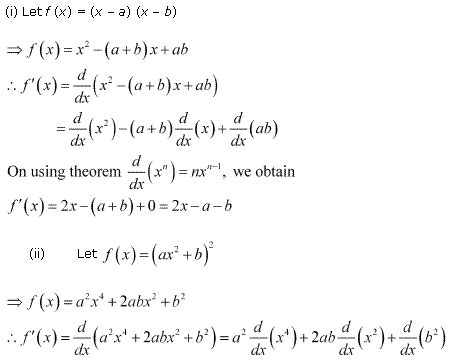 (i) Let f (x) = (x – a) (x – b)
⇒ f(x) = x² − (a + b)x + ab
∴ f′(x) = d/dx (x² − (a + b)x + ab)
= d/dx (x²) − (a + b) d/dx (x) + d/dx (ab)
On using theorem d/dx (xⁿ) = nxⁿ⁻¹, we obtain
f′(x) = 2x − (a + b) + 0 = 2x − a − b
(ii) Let f(x) = (ax² + b)²
⇒ f(x) = a²x⁴ + 2abx² + b²
∴ f′(x) = d/dx (a²x⁴ + 2abx² + b²) = a² d/dx (x⁴) + 2ab d/dx (x²) + d/dx (b²)